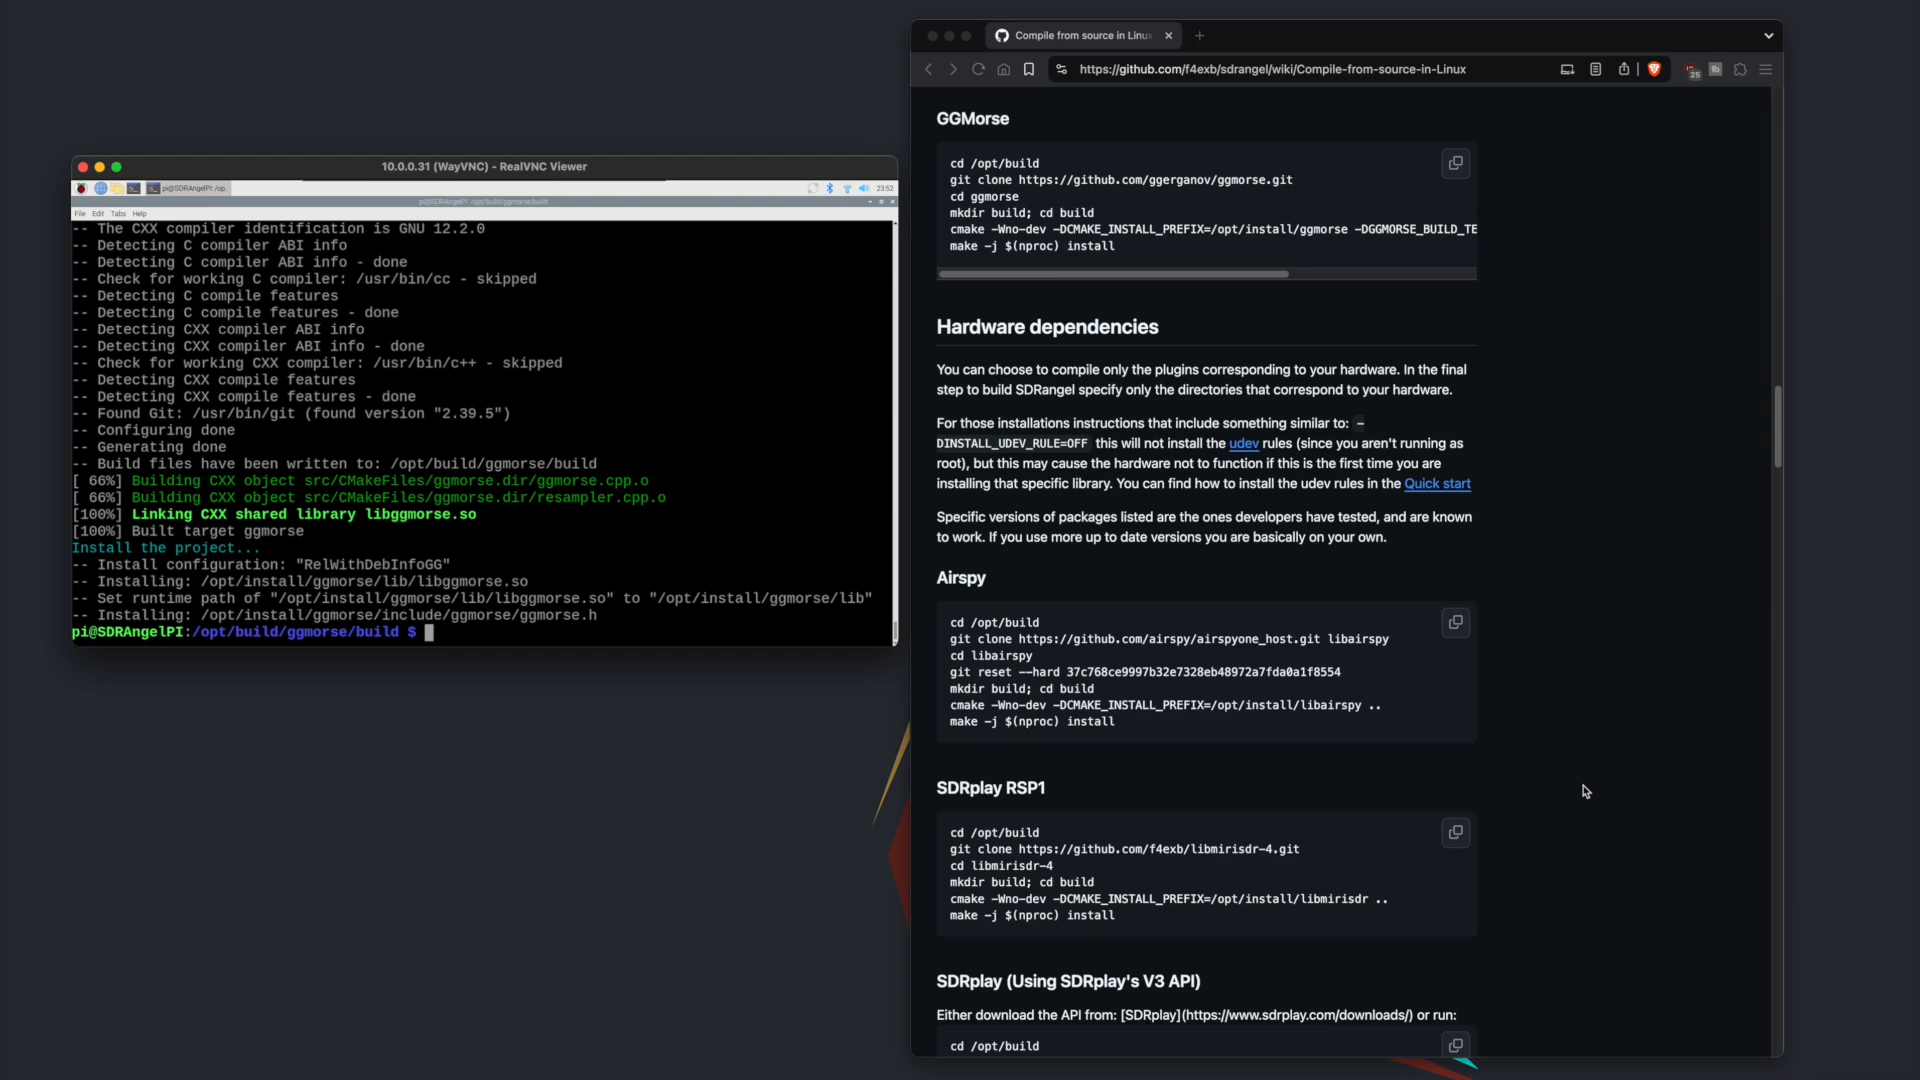 10.0.0.31 (WayVNC) - RealVNC Viewer
pi@SDRAngelPI: /op..
23:52
pi@SDRAngelPI: /opt/build/ggmorse/build
File Edit Tabs Help
-- The CXX compiler identification is GNU 12.2.0
-- Detecting C compiler ABI info
-- Detecting C compiler ABI info - done
-- Check for working C compiler: /usr/bin/cc - skipped
-- Detecting C compile features
-- Detecting C compile features - done
-- Detecting CXX compiler ABI info
-- Detecting CXX compiler ABI info - done
-- Check for working CXX compiler: /usr/bin/c++ - skipped
-- Detecting CXX compile features
-- Detecting CXX compile features - done
-- Found Git: /usr/bin/git (found version "2.39.5")
-- Configuring done
-- Generating done
-- Build files have been written to: /opt/build/ggmorse/build
[ 66%] Building CXX object src/CMakeFiles/ggmorse.dir/ggmorse.cpp.o
[ 66%] Building CXX object src/CMakeFiles/ggmorse.dir/resampler.cpp.o
[100%] Linking CXX shared library libggmorse.so
[100%] Built target ggmorse
Install the project...
-- Install configuration: "RelWithDebInfoGG"
-- Installing: /opt/install/ggmorse/lib/libggmorse.so
-- Set runtime path of "/opt/install/ggmorse/lib/libggmorse.so" to "/opt/install/ggmorse/lib"
-- Installing: /opt/install/ggmorse/include/ggmorse/ggmorse.h
pi@SDRAngelPI:/opt/build/ggmorse/build $
Compile from source in Linu
https://github.com/f4exb/sdrangel/wiki/Compile-from-source-in-Linux
25
GGMorse
cd /opt/build
git clone https://github.com/ggerganov/ggmorse.git
cd ggmorse
mkdir build; cd build
cmake -Wno-dev -DCMAKE_INSTALL_PREFIX=/opt/install/ggmorse -DGGMORSE_BUILD_TE
make -j $(nproc) install
Hardware dependencies
You can choose to compile only the plugins corresponding to your hardware. In the final
step to build SDRangel specify only the directories that correspond to your hardware.
For those installations instructions that include something similar to: -
DINSTALL_UDEV_RULE=OFF this will not install the udev rules (since you aren't running as
root), but this may cause the hardware not to function if this is the first time you are
installing that specific library. You can find how to install the udev rules in the Quick start
Specific versions of packages listed are the ones developers have tested, and are known
to work. If you use more up to date versions you are basically on your own.
Airspy
cd /opt/build
git clone https://github.com/airspy/airspyone_host.git libairspy
cd libairspy
git reset --hard 37c768ce9997b32e7328eb48972a7fda0a1f8554
mkdir build; cd build
cmake -Wno-dev -DCMAKE_INSTALL_PREFIX=/opt/install/libairspy ..
make -j $(nproc) install
SDRplay RSP1
cd /opt/build
git clone https://github.com/f4exb/libmirisdr-4.git
cd libmirisdr-4
mkdir build; cd build
cmake -Wno-dev -DCMAKE_INSTALL_PREFIX=/opt/install/libmirisdr ..
make -j $(nproc) install
SDRplay (Using SDRplay's V3 API)
Either download the API from: [SDRplay](https://www.sdrplay.com/downloads/) or run:
cd /opt/build